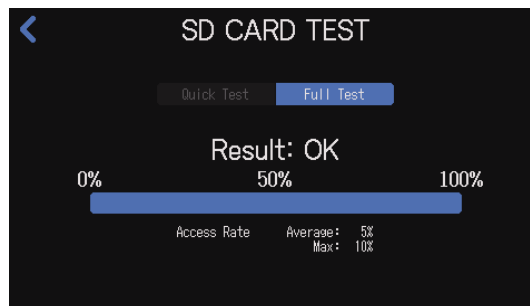 SD CARD TEST
Quick Test Full Test
Result: OK
0% 50% 100%
Access Rate Average: 5%
Max: 10%